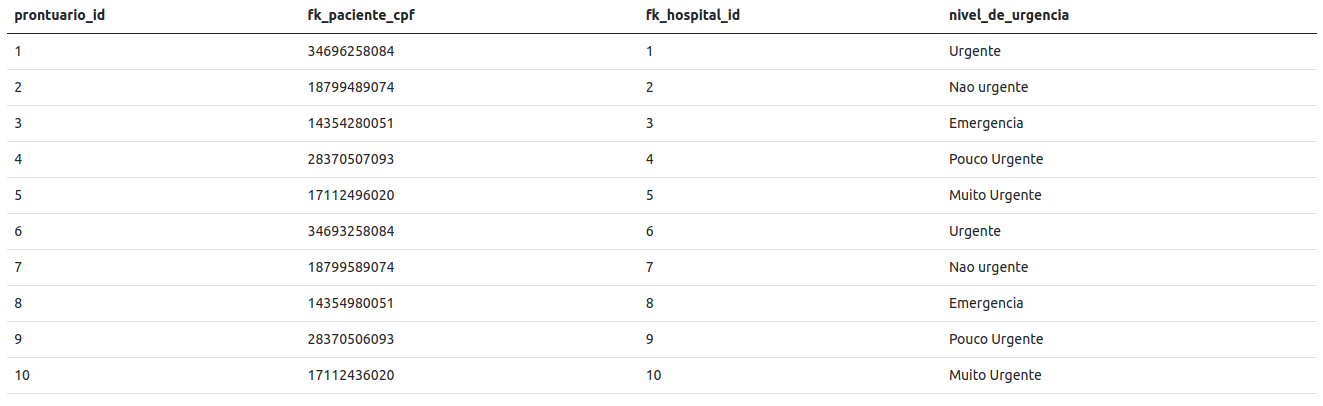 prontuario_id fk_paciente_cpf fk_hospital_id nivel_de_urgencia
1 34696258084 1 Urgente
2 18799489074 2 Nao urgente
3 14354280051 3 Emergencia
4 28370507093 4 Pouco Urgente
5 17112496020 5 Muito Urgente
6 34693258084 6 Urgente
7 18799589074 7 Nao urgente
8 14354980051 8 Emergencia
9 28370506093 9 Pouco Urgente
10 17112436020 10 Muito Urgente